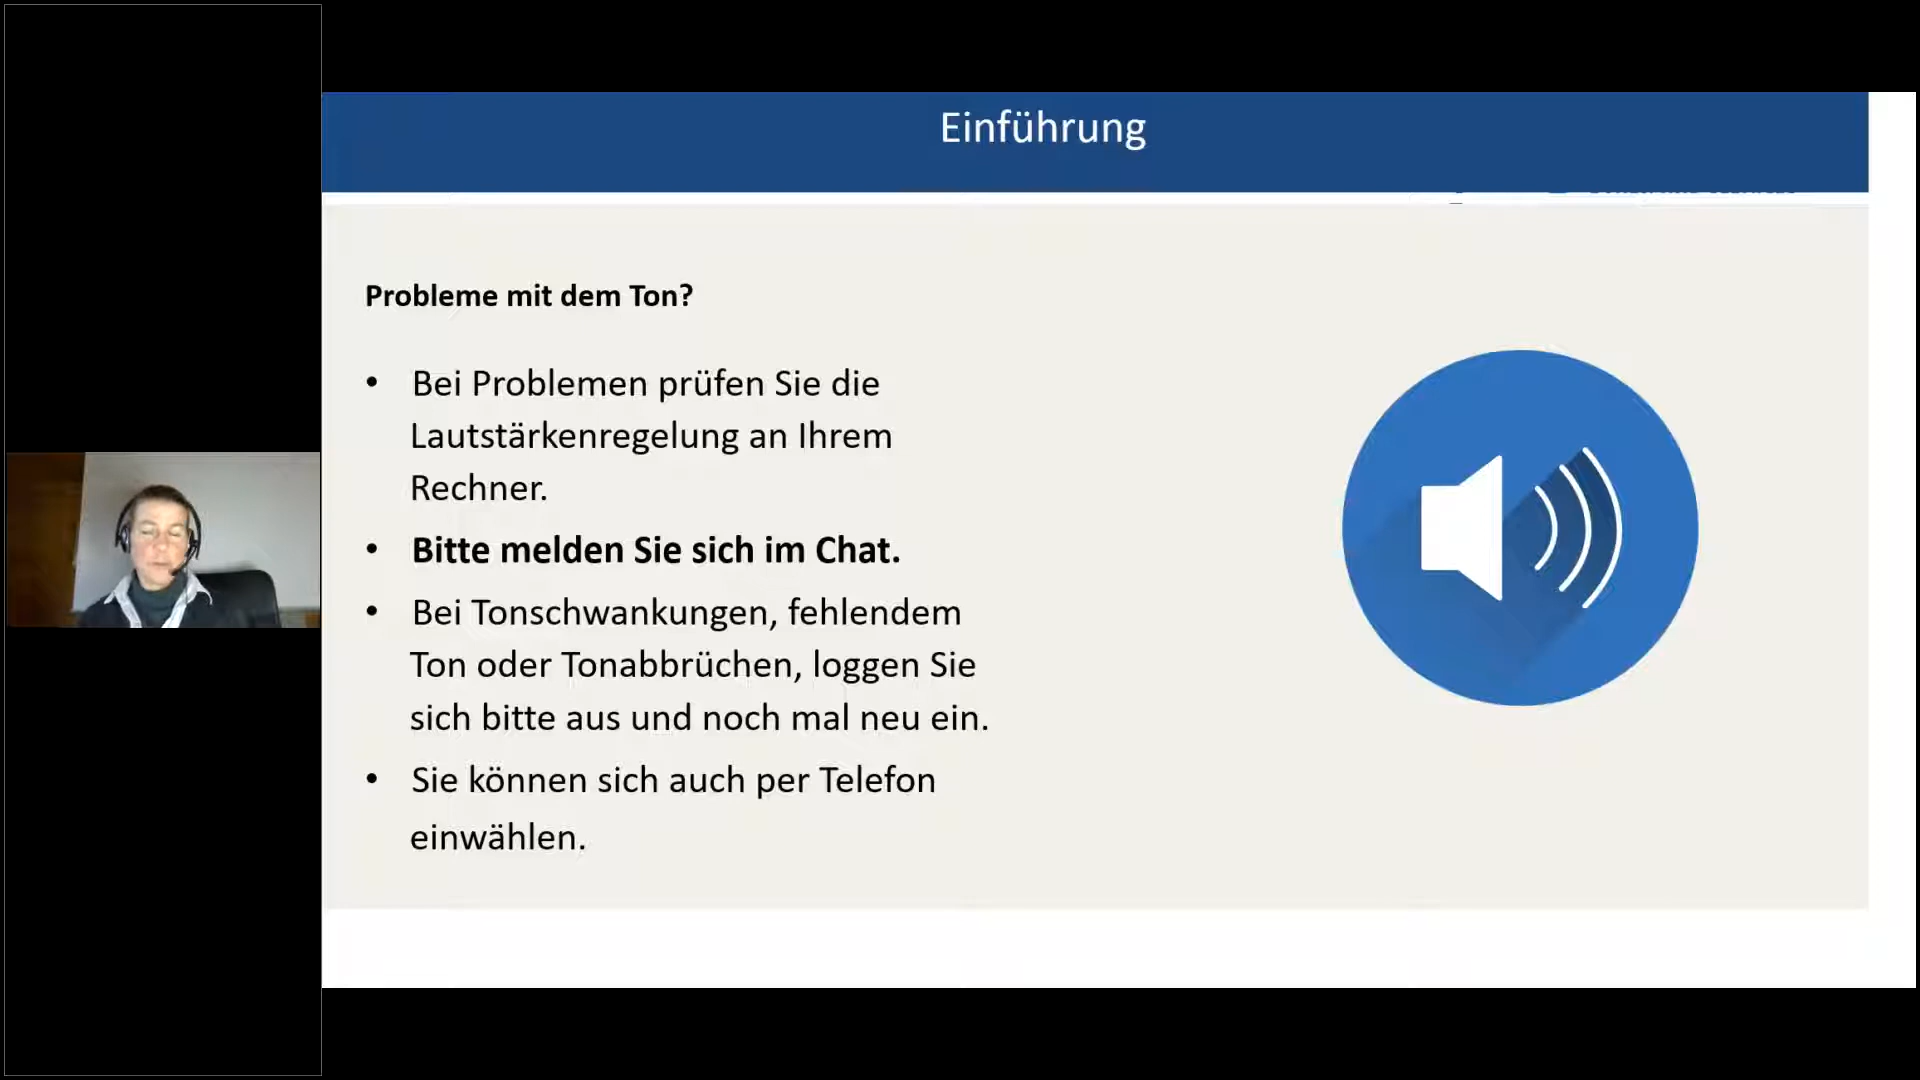 Einführung
Probleme mit dem Ton?
• Bei Problemen prüfen Sie die
Lautstärkenregelung an Ihrem
Rechner.
• Bitte melden Sie sich im Chat.
• Bei Tonschwankungen, fehlendem
Ton oder Tonabbrüchen, loggen Sie
sich bitte aus und noch mal neu ein.
• Sie können sich auch per Telefon
einwählen.